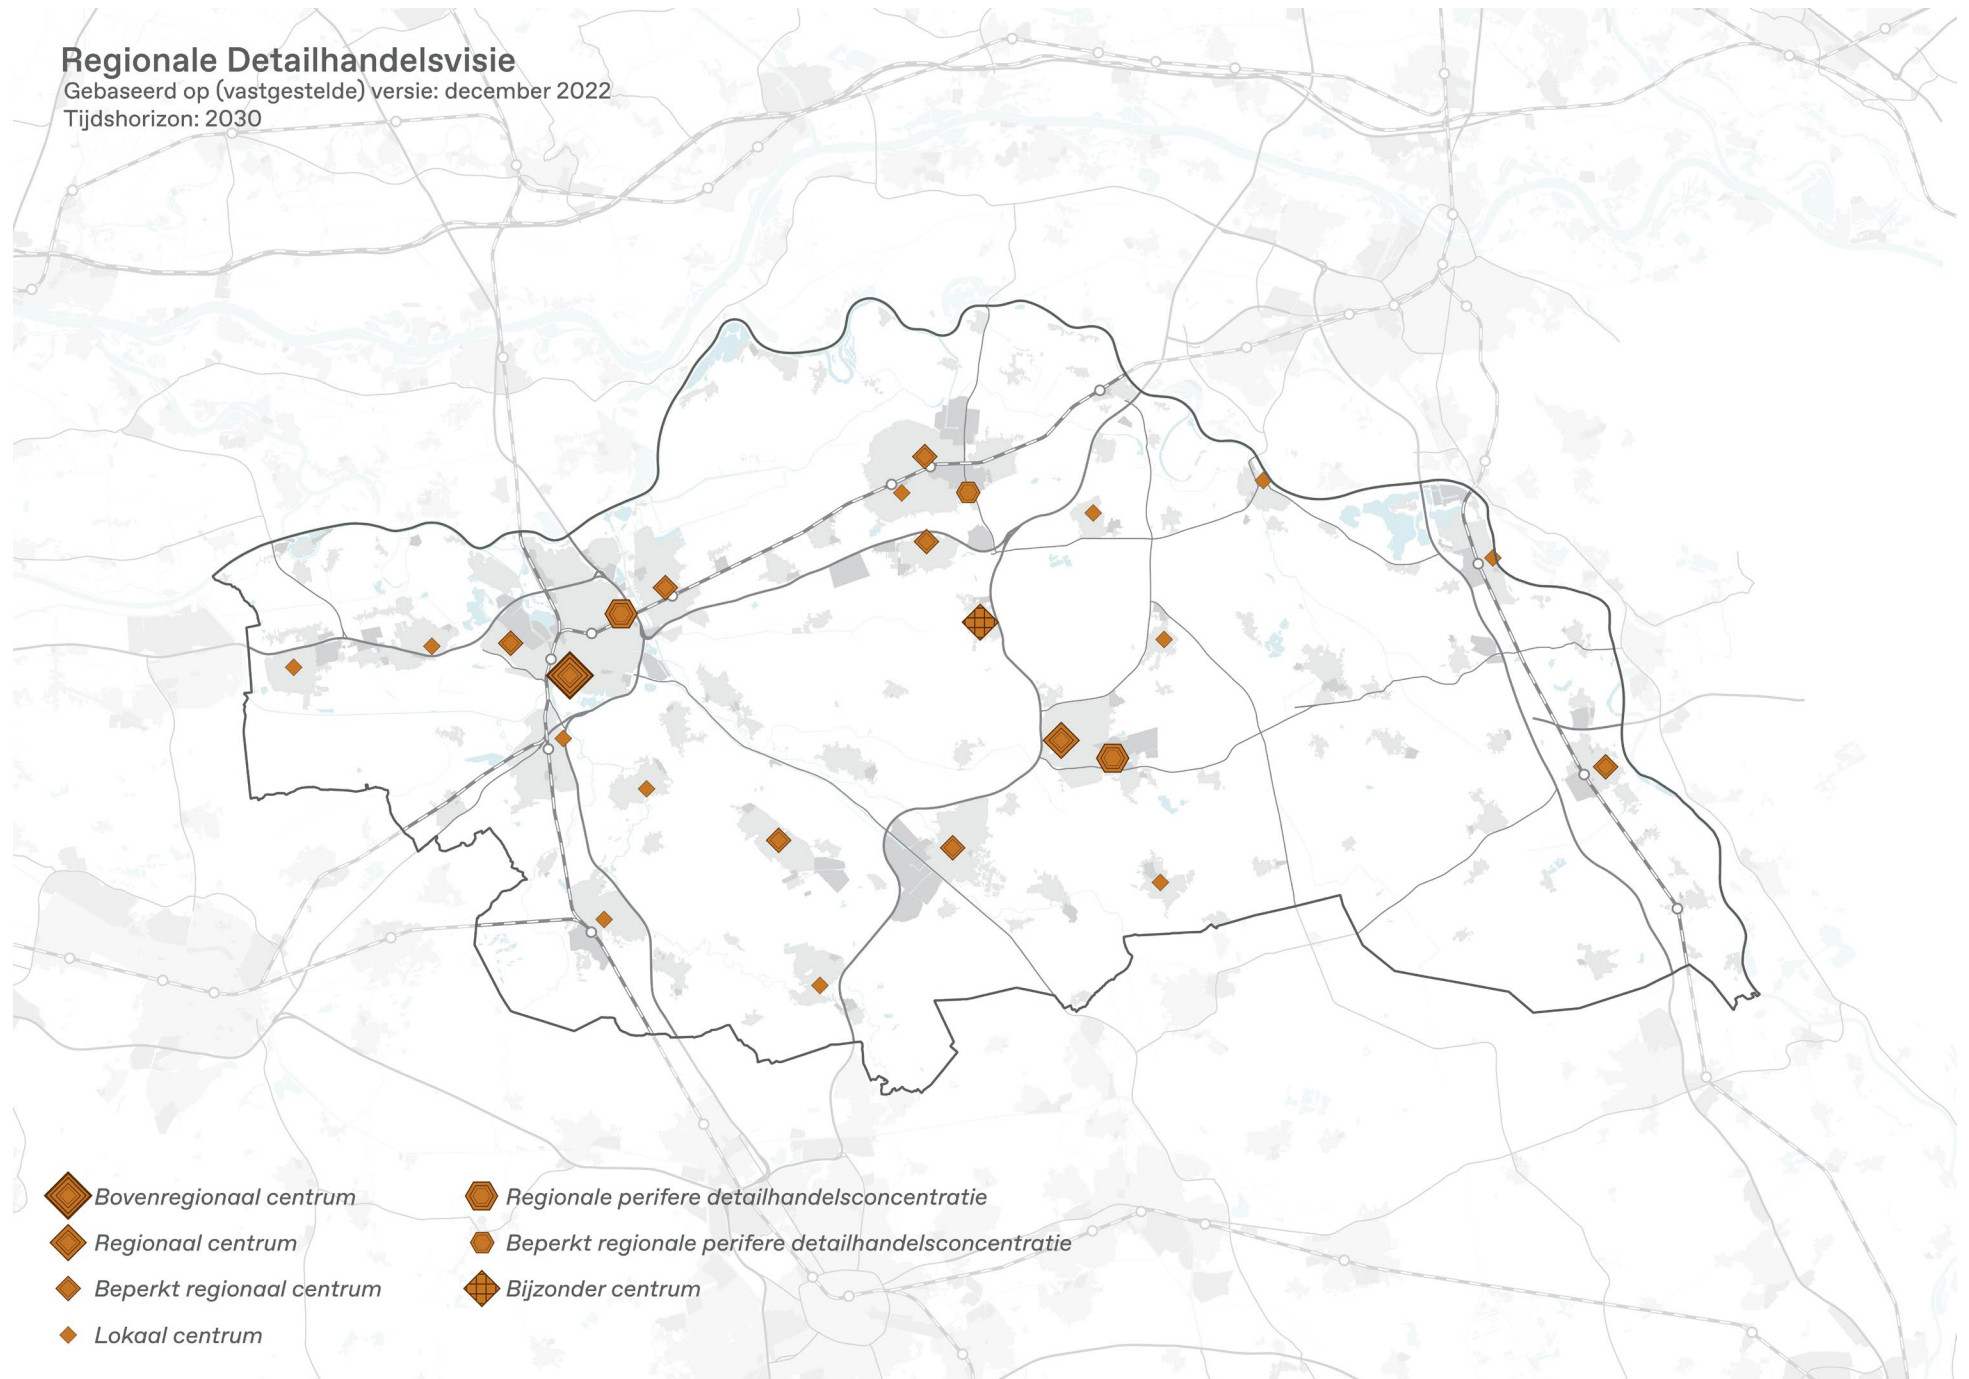 Regionale Detailhandelsvisie
Gebaseerd op (vastgestelde) versie: december 2022
Tijdshorizon: 2030
Bovenregionaal centrum
Regionaal centrum
Beperkt regionaal centrum
Lokaal centrum
Regionale perifere detailhandelsconcentratie
Beperkt regionale perifere detailhandelsconcentratie
Bijzonder centrum